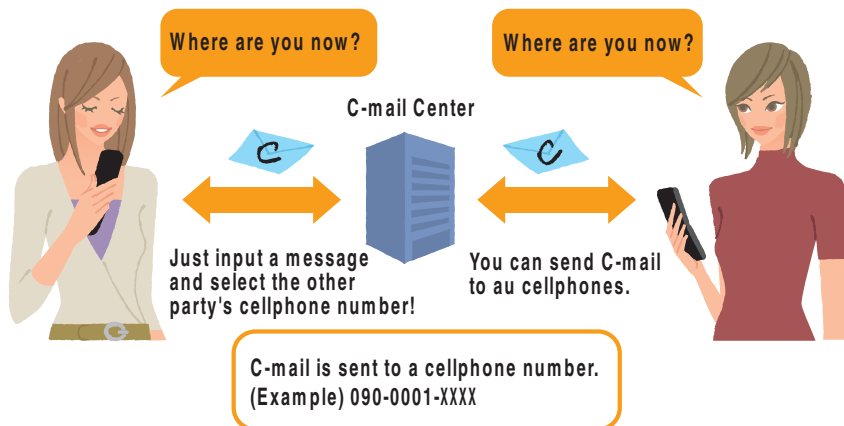 Where are you now?
Where are you now?
C-mail Center
C
C
Just input a message
and select the other
party's cellphone number!
You can send C-mail
to au cellphones.
C-mail is sent to a cellphone number.
(Example) 090-0001-XXXX